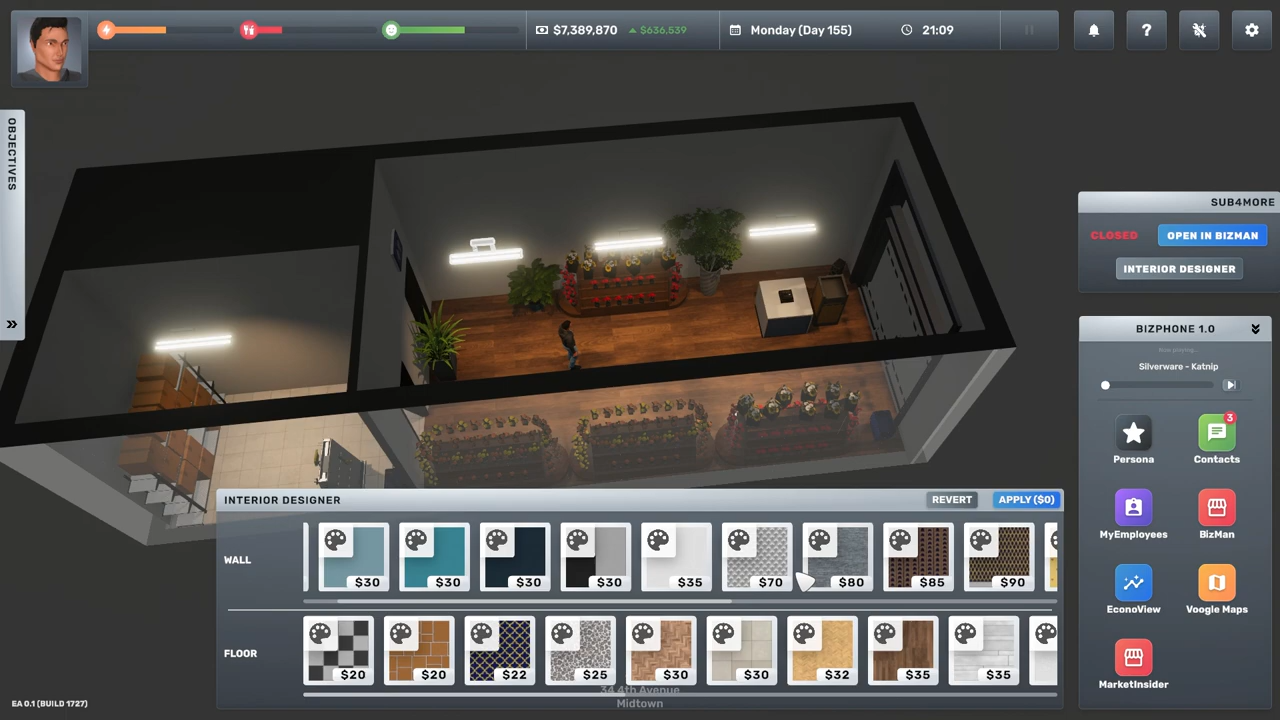 $7,389,870
$636,539
Monday (Day 155)
21:09
?
OBJECTIVES
SUB4MORE
CLOSED
OPEN IN BIZMAN
INTERIOR DESIGNER
BIZPHONE 1.0
Now playing...
Silverware - Katnip
Persona
3
Contacts
MyEmployees
BizMan
EconoView
Voogle Maps
MarketInsider
INTERIOR DESIGNER
REVERT
APPLY ($0)
WALL
$30
$30
$30
$30
$35
$70
$80
$85
$90
FLOOR
$20
$20
$22
$25
$30
$30
$32
$35
$35
34 4th Avenue
Midtown
EA 0.1 (BUILD 1727)